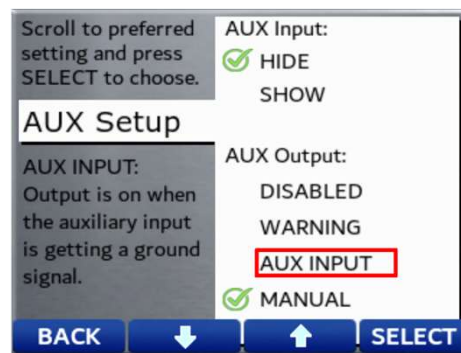 Scroll to preferred
setting and press
SELECT to choose.
AUX Setup
AUX INPUT:
Output is on when
the auxiliary input
is getting a ground
signal.
AUX Input:
HIDE
SHOW
AUX Output:
DISABLED
WARNING
AUX INPUT
MANUAL
BACK
SELECT